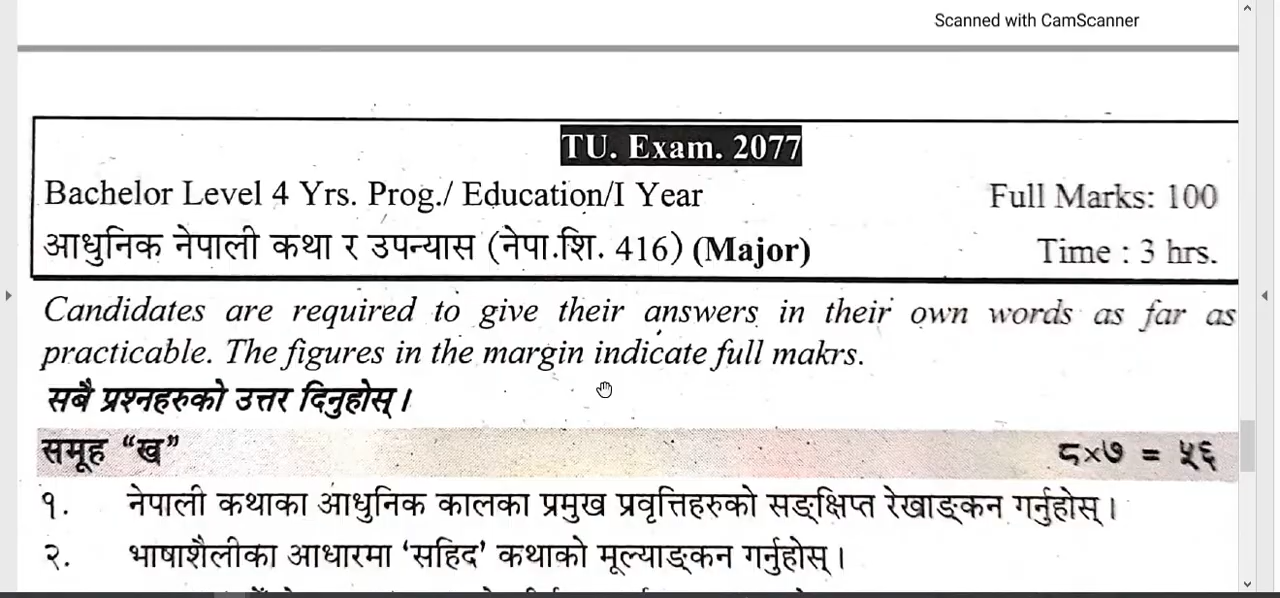 Scanned with CamScanner
TU. Exam. 2077
Bachelor Level 4 Yrs. Prog./ Education/I Year Full Marks: 100
आधुनिक नेपाली कथा र उपन्यास (नेपा.शि. 416) (Major) Time : 3 hrs.
Candidates are required to give their answers in their own words as far as
practicable. The figures in the margin indicate full makrs.
सबै प्रश्नहरुको उत्तर दिनुहोस् ।
समूह “ख” ८×७ = ५६
१. नेपाली कथाका आधुनिक कालका प्रमुख प्रवृत्तिहरुको सङ्क्षिप्त रेखाङ्कन गर्नुहोस् ।
२. भाषाशैलीका आधारमा ‘सहिद’ कथाको मूल्याङ्कन गर्नुहोस् ।